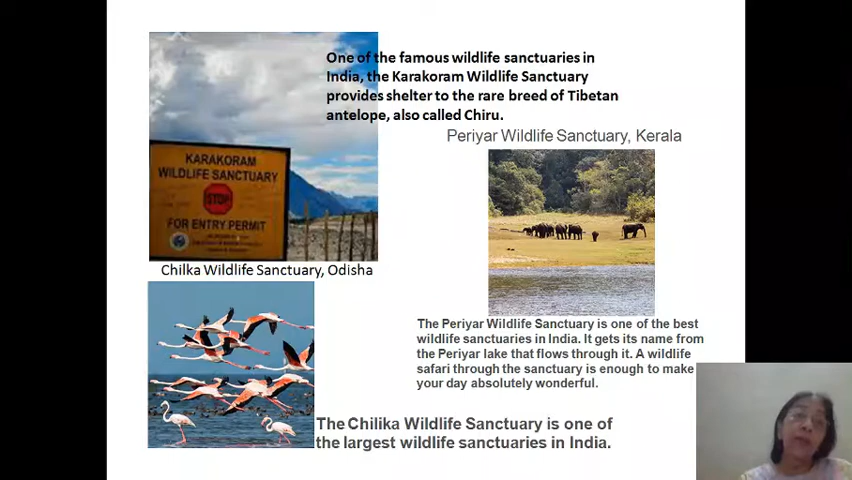 One of the famous wildlife sanctuaries in
India, the Karakoram Wildlife Sanctuary
provides shelter to the rare breed of Tibetan
antelope, also called Chiru.
Periyar Wildlife Sanctuary, Kerala
KARAKORAM
WILDLIFE SANCTUARY
STOP
FOR ENTRY PERMIT
Chilka Wildlife Sanctuary, Odisha
The Periyar Wildlife Sanctuary is one of the best
wildlife sanctuaries in India. It gets its name from
the Periyar lake that flows through it. A wildlife
safari through the sanctuary is enough to make
your day absolutely wonderful.
The Chilika Wildlife Sanctuary is one of
the largest wildlife sanctuaries in India.